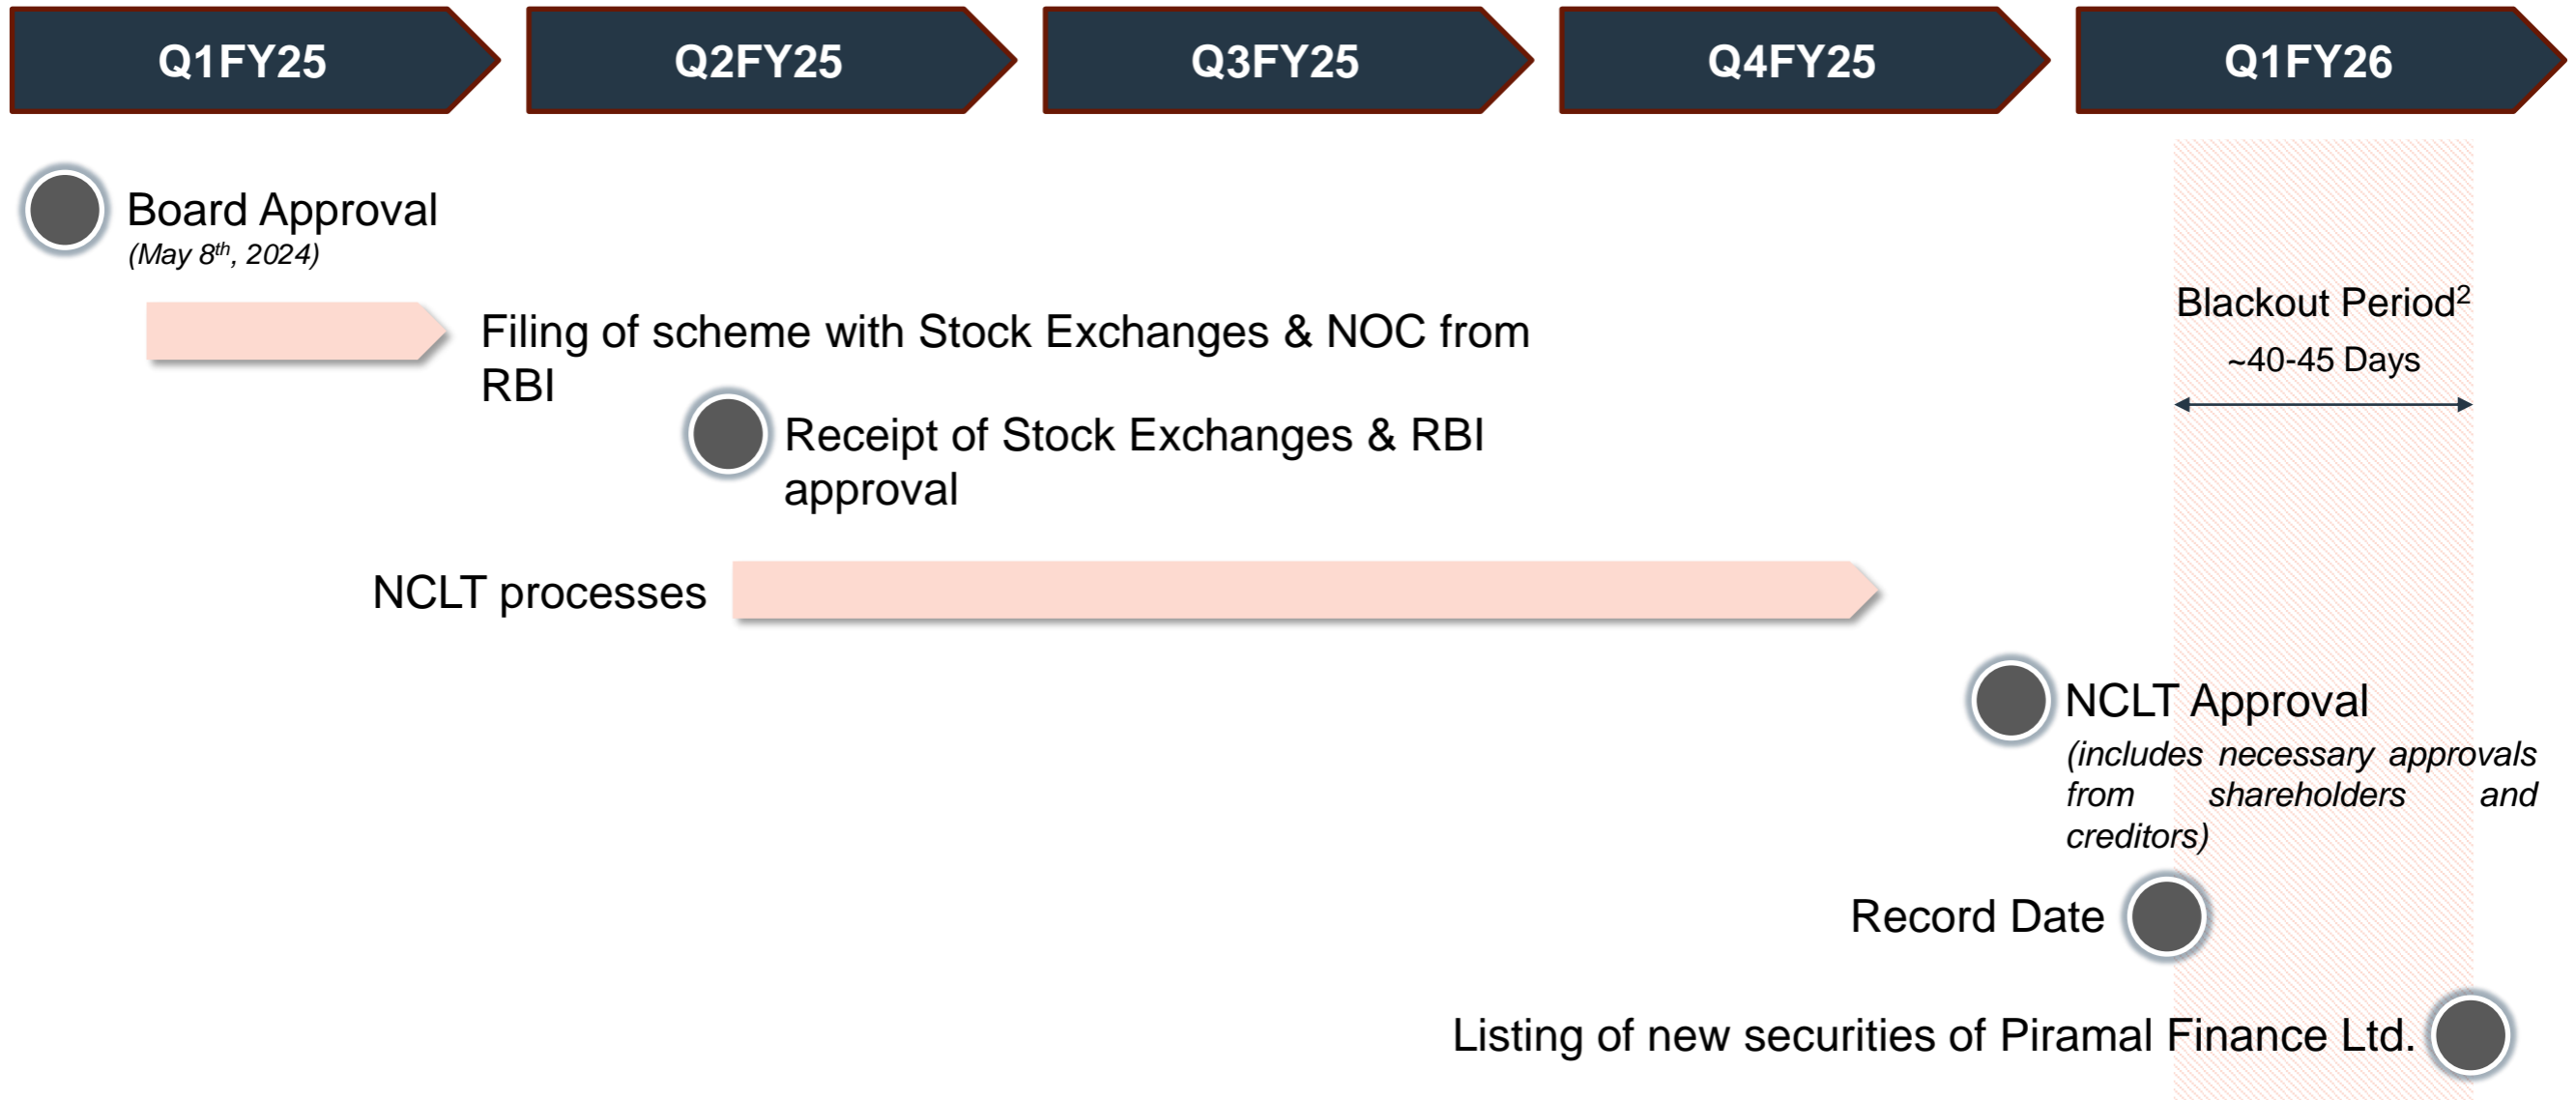 Q1FY25
Q2FY25
Q3FY25
Q4FY25
Q1FY26
Board Approval
(May 8th, 2024)
Filing of scheme with Stock Exchanges & NOC from
RBI
Blackout Period2
~40-45 Days
Receipt of Stock Exchanges & RBI
approval
NCLT processes
NCLT Approval
(includes necessary approvals
from shareholders and
creditors)
Record Date
Listing of new securities of Piramal Finance Ltd.